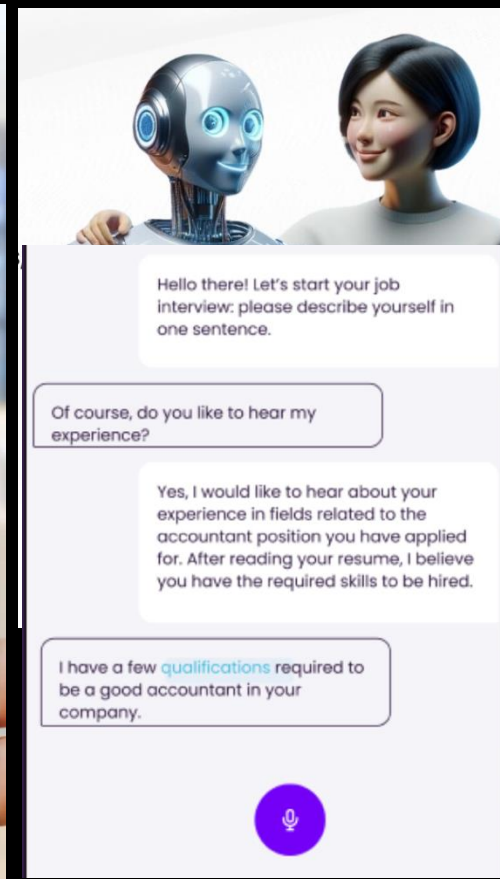 Hello there! Let's start your job
interview: please describe yourself in
one sentence.
Of course, do you like to hear my
experience?
Yes, I would like to hear about your
experience in fields related to the
accountant position you have applied
for. After reading your resume, I believe
you have the required skills to be hired.
I have a few qualifications required to
be a good accountant in your
company.